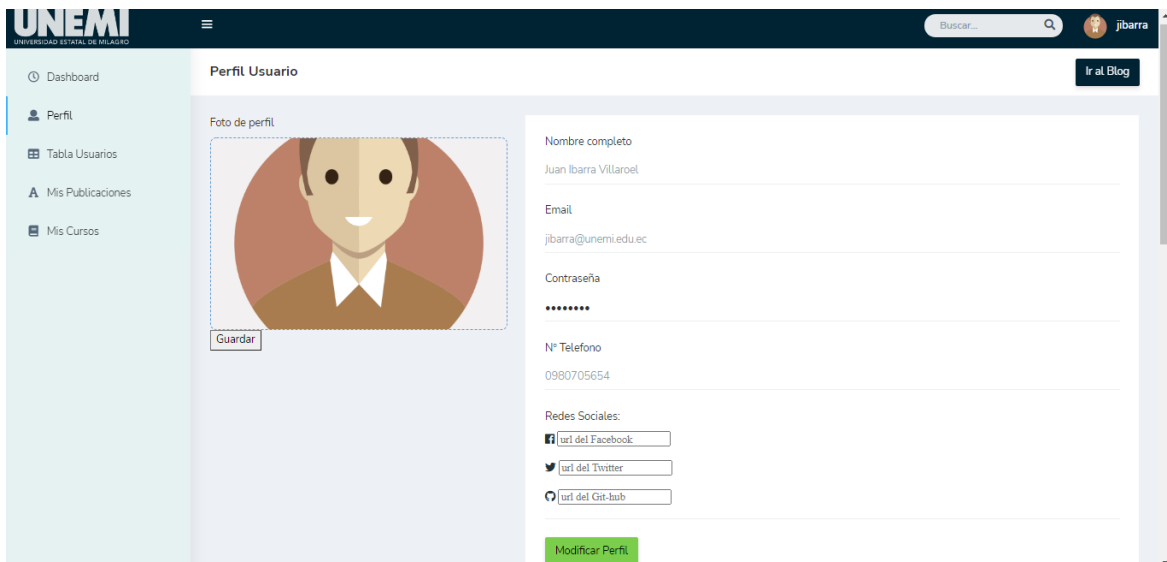 UNEMI
UNIVERSIDAD ESTATAL DE MILAGRO
Buscar...
jibarra
Dashboard
Perfil
Tabla Usuarios
Mis Publicaciones
Mis Cursos
Perfil Usuario
Ir al Blog
Foto de perfil
Guardar
Nombre completo
Juan Ibarra Villaroel
Email
jibarra@unemi.edu.ec
Contraseña
••••••••
N° Telefono
0980705654
Redes Sociales:
url del Facebook
url del Twitter
url del Git-hub
Modificar Perfil